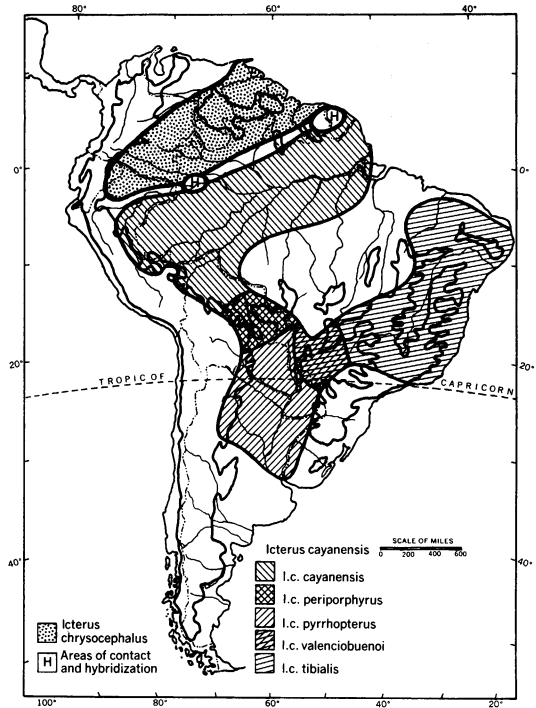 80° 60° 40°
H
0° 0°
H
20° 20°
TROPIC OF CAPRICORN
SCALE OF MILES
0 200 400 600
Icterus cayanensis
40° 40°
I.c. cayanensis
I.c. periporphyrus
I.c. pyrrhopterus
I.c. valenciobuenoi
I.c. tibialis
Icterus
chrysocephalus
H Areas of contact
and hybridization
100° 80° 60° 40° 20°